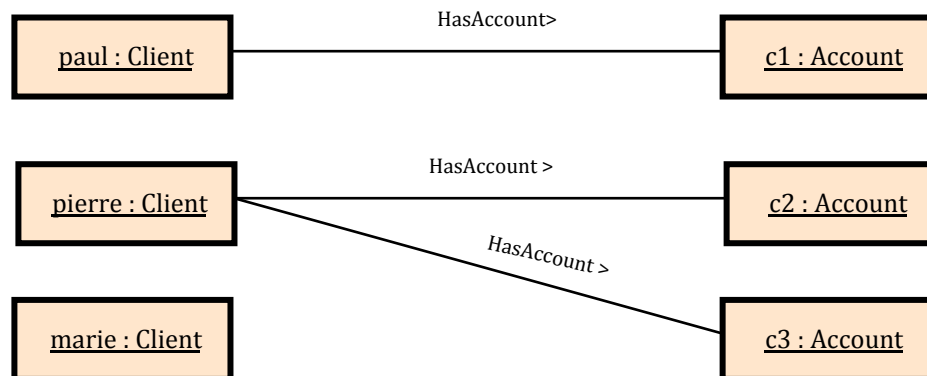 HasAccount>
paul : Client
c1 : Account
HasAccount >
pierre : Client
c2 : Account
HasAccount >
marie : Client
c3 : Account